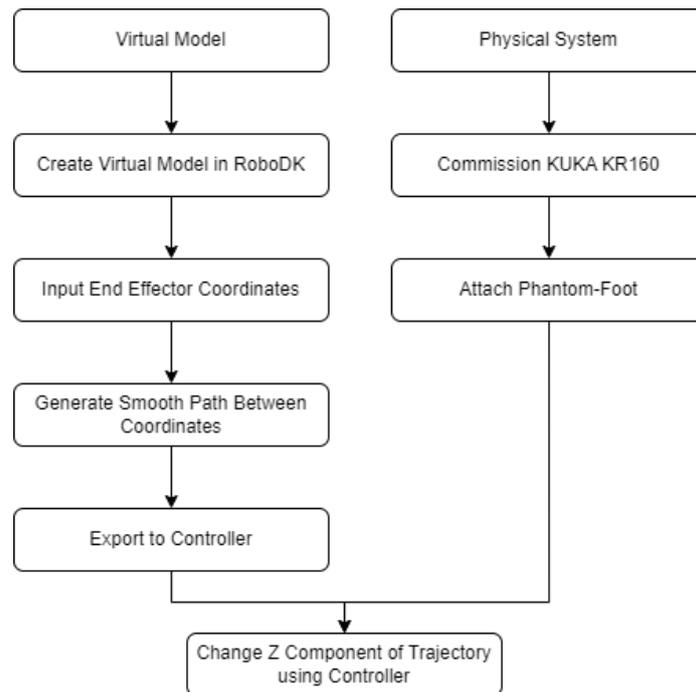 Virtual Model
Physical System
Create Virtual Model in RoboDK
Commission KUKA KR160
Input End Effector Coordinates
Attach Phantom-Foot
Generate Smooth Path Between
Coordinates
Export to Controller
Change Z Component of Trajectory
using Controller